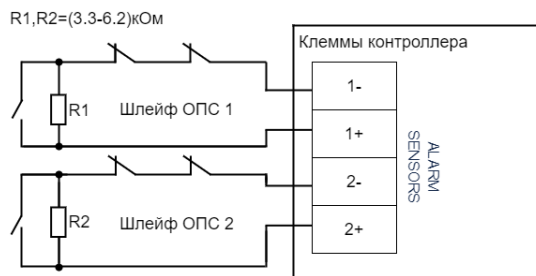 R1,R2=(3.3-6.2)кОм
Клеммы контроллера
R1
Шлейф ОПС 1
1-
1+
2-
2+
ALARM
SENSORS
R2
Шлейф ОПС 2